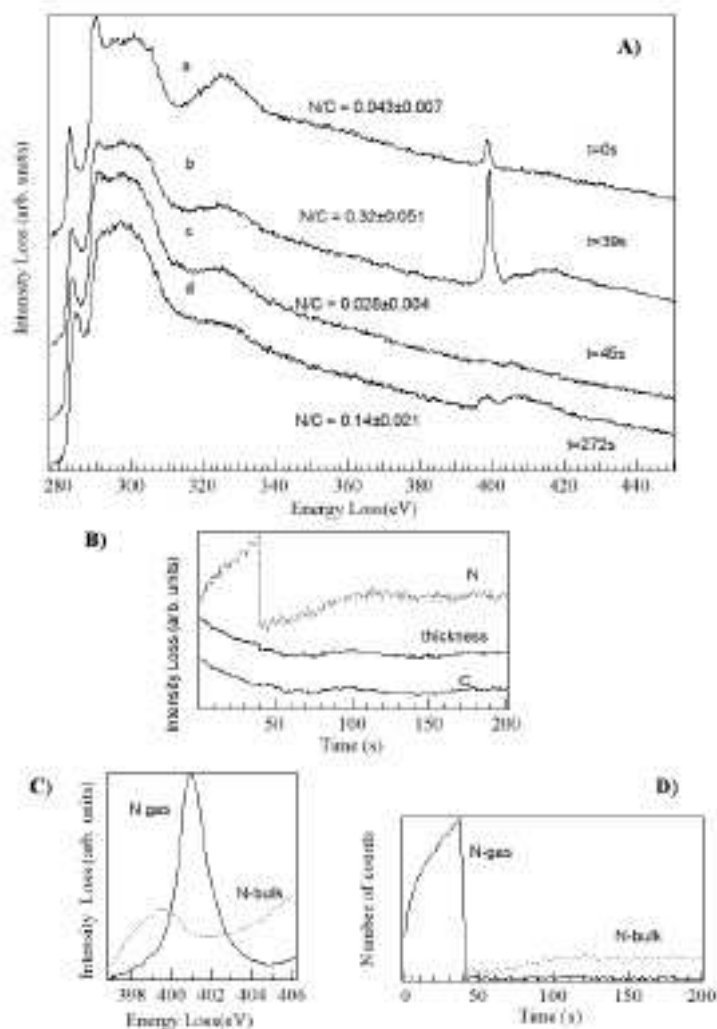 A)
a
N/C = 0.043±0.007
t=0s
b
N/C = 0.32±0.051
t=39s
c
N/C = 0.028±0.004
t=45s
d
N/C = 0.14±0.021
t=272s
Intensity Loss (arb. units)
280 300 320 340 360 380 400 420 440
Energy Loss(eV)
B)
Intensity Loss (arb. units)
N
thickness
C
50 100 150 200
Time (s)
C)
Intensity Loss (arb. units)
N gas
N-bulk
398 400 402 404 406
Energy Loss(eV)
D)
Number of counts
N-gas
N-bulk
0 50 100 150 200
Time (s)